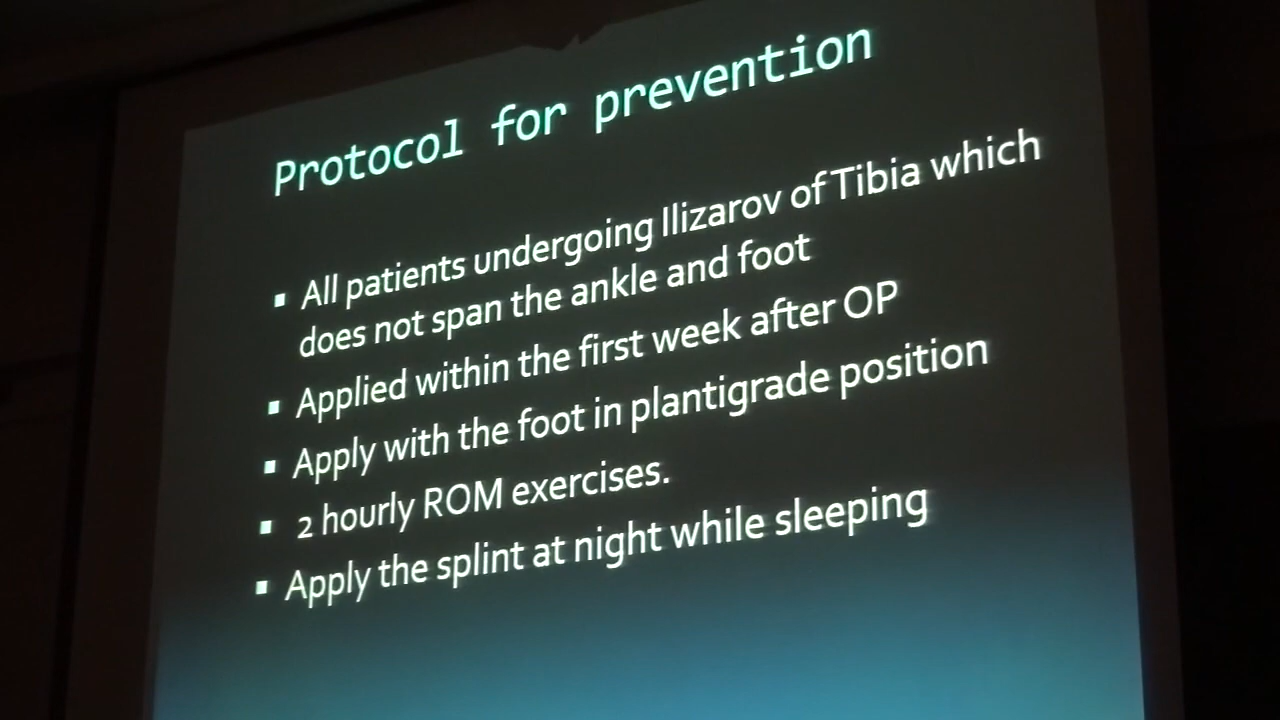 Protocol for prevention
▪ All patients undergoing Ilizarov of Tibia which
does not span the ankle and foot
▪ Applied within the first week after OP
▪ Apply with the foot in plantigrade position
▪ 2 hourly ROM exercises.
▪ Apply the splint at night while sleeping